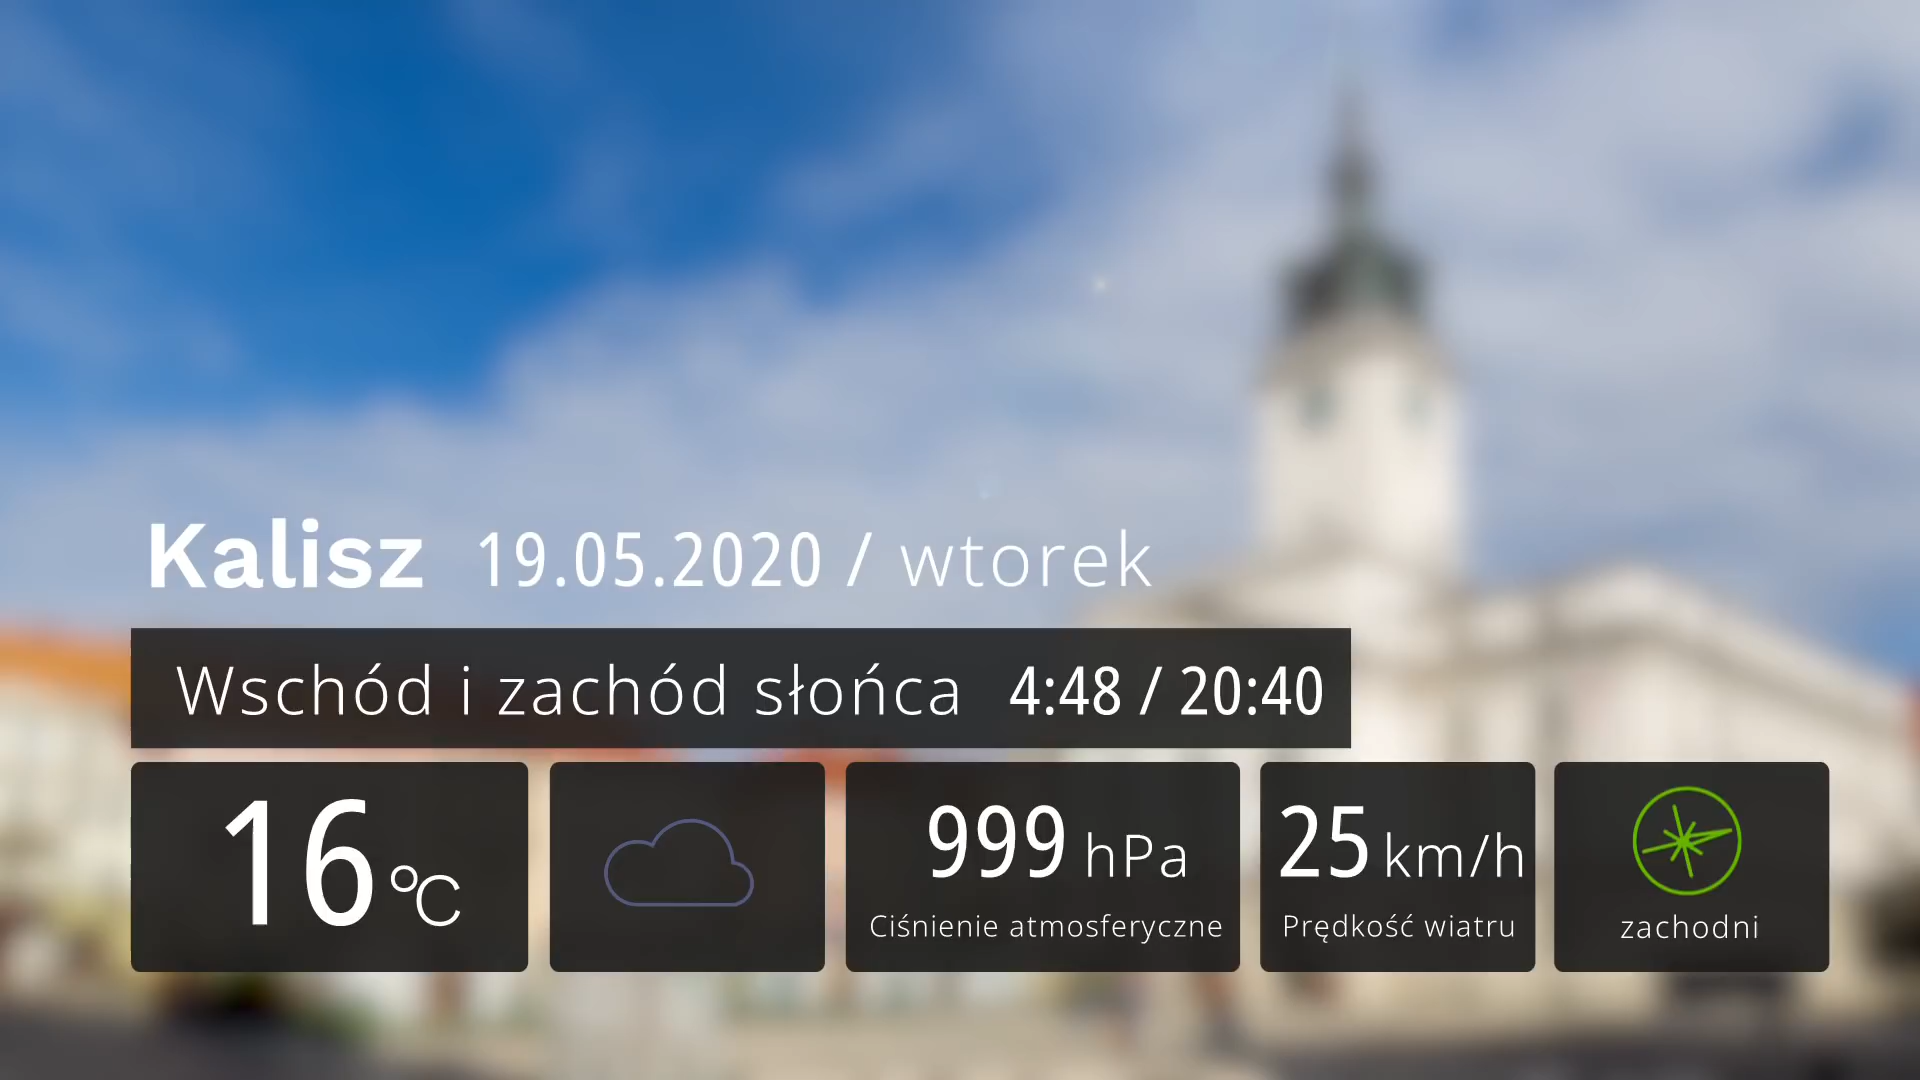 Kalisz 19.05.2020 / wtorek
Wschód i zachód słońca 4:48 / 20:40
16 °C
999 hPa
Ciśnienie atmosferyczne
25 km/h
Prędkość wiatru
zachodni